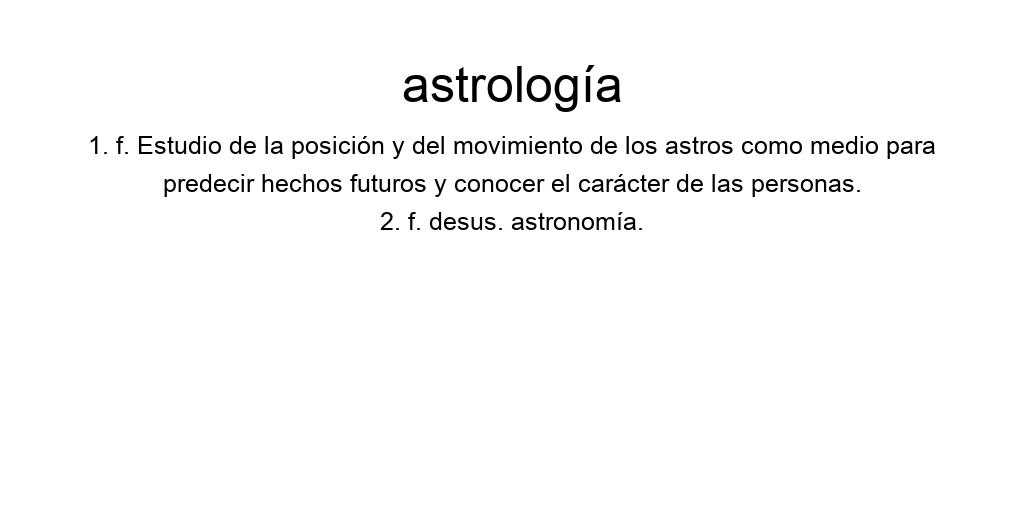 astrología
1. f. Estudio de la posición y del movimiento de los astros como medio para
predecir hechos futuros y conocer el carácter de las personas.
2. f. desus. astronomía.